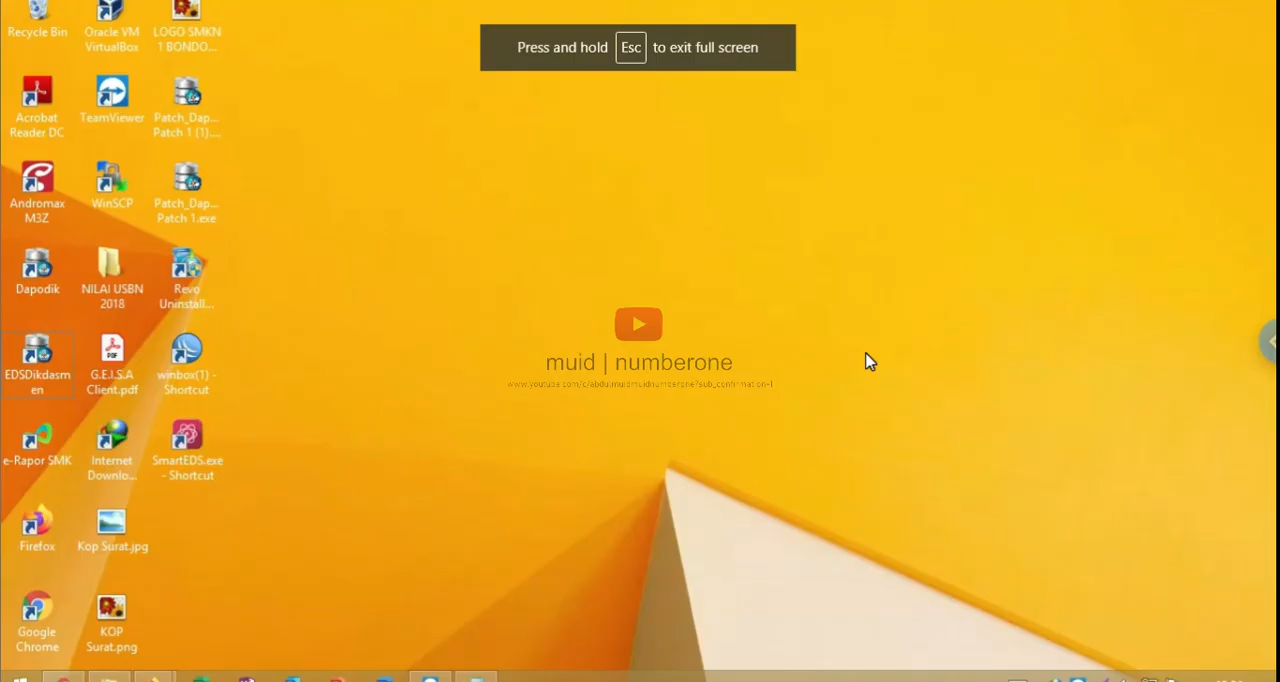 Press and hold Esc to exit full screen
Recycle Bin
Oracle VM
VirtualBox
LOGO SMKN
1 BONDO...
Acrobat
Reader DC
TeamViewer
Patch_Dap...
Patch 1 (1)....
Andromax
M3Z
WinSCP
Patch_Dap...
Patch 1.exe
Dapodik
NILAI USBN
2018
Revo
Uninstall...
muid | numberone
EDSDikdasm
en
G.E.I.S.A
Client.pdf
winbox(1) -
Shortcut
e-Rapor SMK
Internet
Downlo...
SmartEDS.exe
- Shortcut
Firefox
Kop Surat.jpg
Google
Chrome
KOP
Surat.png